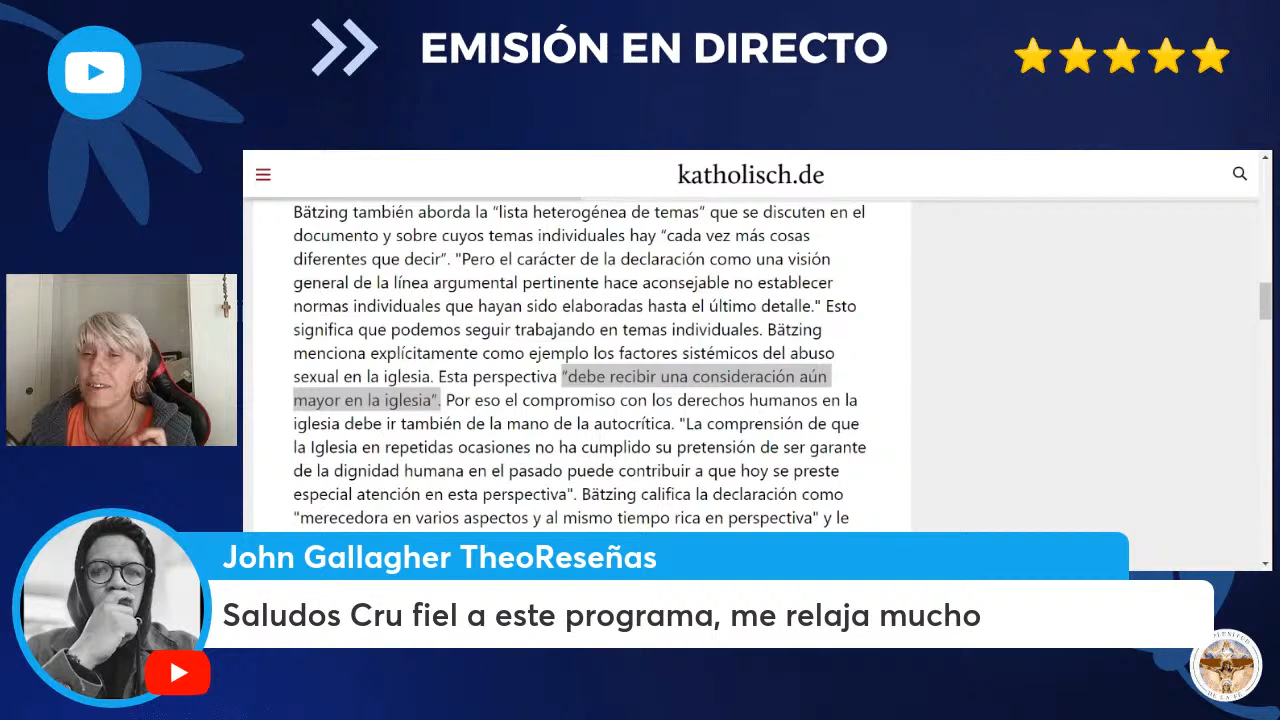 EMISIÓN EN DIRECTO
katholisch.de
Bätzing también aborda la “lista heterogénea de temas” que se discuten en el
documento y sobre cuyos temas individuales hay “cada vez más cosas
diferentes que decir”. "Pero el carácter de la declaración como una visión
general de la línea argumental pertinente hace aconsejable no establecer
normas individuales que hayan sido elaboradas hasta el último detalle." Esto
significa que podemos seguir trabajando en temas individuales. Bätzing
menciona explícitamente como ejemplo los factores sistémicos del abuso
sexual en la iglesia. Esta perspectiva “debe recibir una consideración aún
mayor en la iglesia”. Por eso el compromiso con los derechos humanos en la
iglesia debe ir también de la mano de la autocrítica. "La comprensión de que
la Iglesia en repetidas ocasiones no ha cumplido su pretensión de ser garante
de la dignidad humana en el pasado puede contribuir a que hoy se preste
especial atención en esta perspectiva". Bätzing califica la declaración como
"merecedora en varios aspectos y al mismo tiempo rica en perspectiva" y le
John Gallagher TheoReseñas
Saludos Cru fiel a este programa, me relaja mucho
PLENITUD
DE LA FE